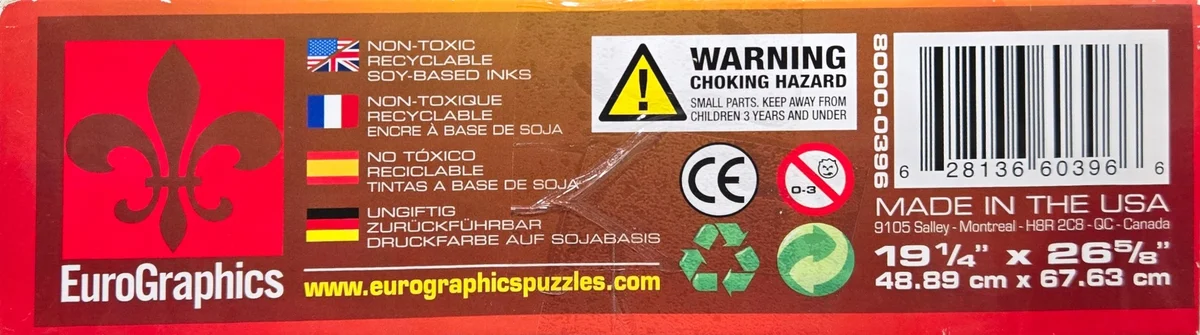 EuroGraphics
NON-TOXIC
RECYCLABLE
SOY-BASED INKS
NON-TOXIQUE
RECYCLABLE
ENCRE À BASE DE SOJA
NO TÓXICO
RECICLABLE
TINTAS A BASE DE SOJA
UNGIFTIG
ZURÜCKFÜHRBAR
DRUCKFARBE AUF SOJABASIS
www.eurographicspuzzles.com
WARNING
CHOKING HAZARD
SMALL PARTS. KEEP AWAY FROM
CHILDREN 3 YEARS AND UNDER
CE
0-3
8000-0396
6 28136 60396 6
MADE IN THE USA
9105 Salley - Montreal - H8R 2C8 - QC - Canada
19 1/4" x 26 5/8"
48.89 cm x 67.63 cm